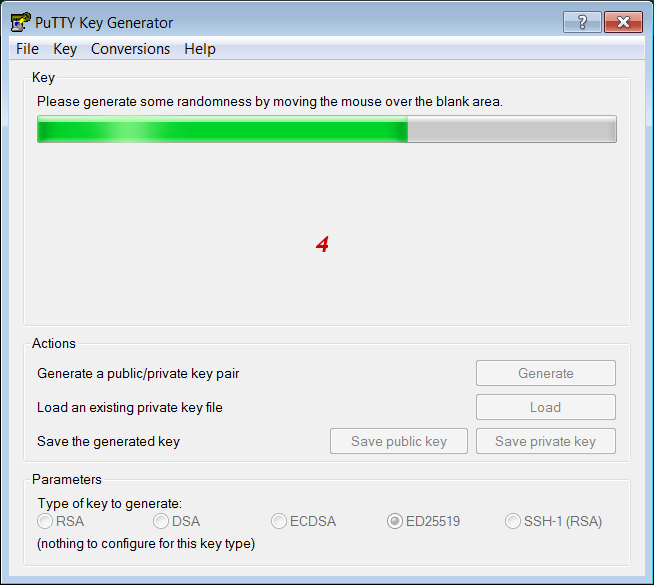 PuTTY Key Generator
?
File Key Conversions Help
Key
Please generate some randomness by moving the mouse over the blank area.
4
Actions
Generate a public/private key pair Generate
Load an existing private key file Load
Save the generated key Save public key Save private key
Parameters
Type of key to generate:
RSA DSA ECDSA ED25519 SSH-1 (RSA)
(nothing to configure for this key type)